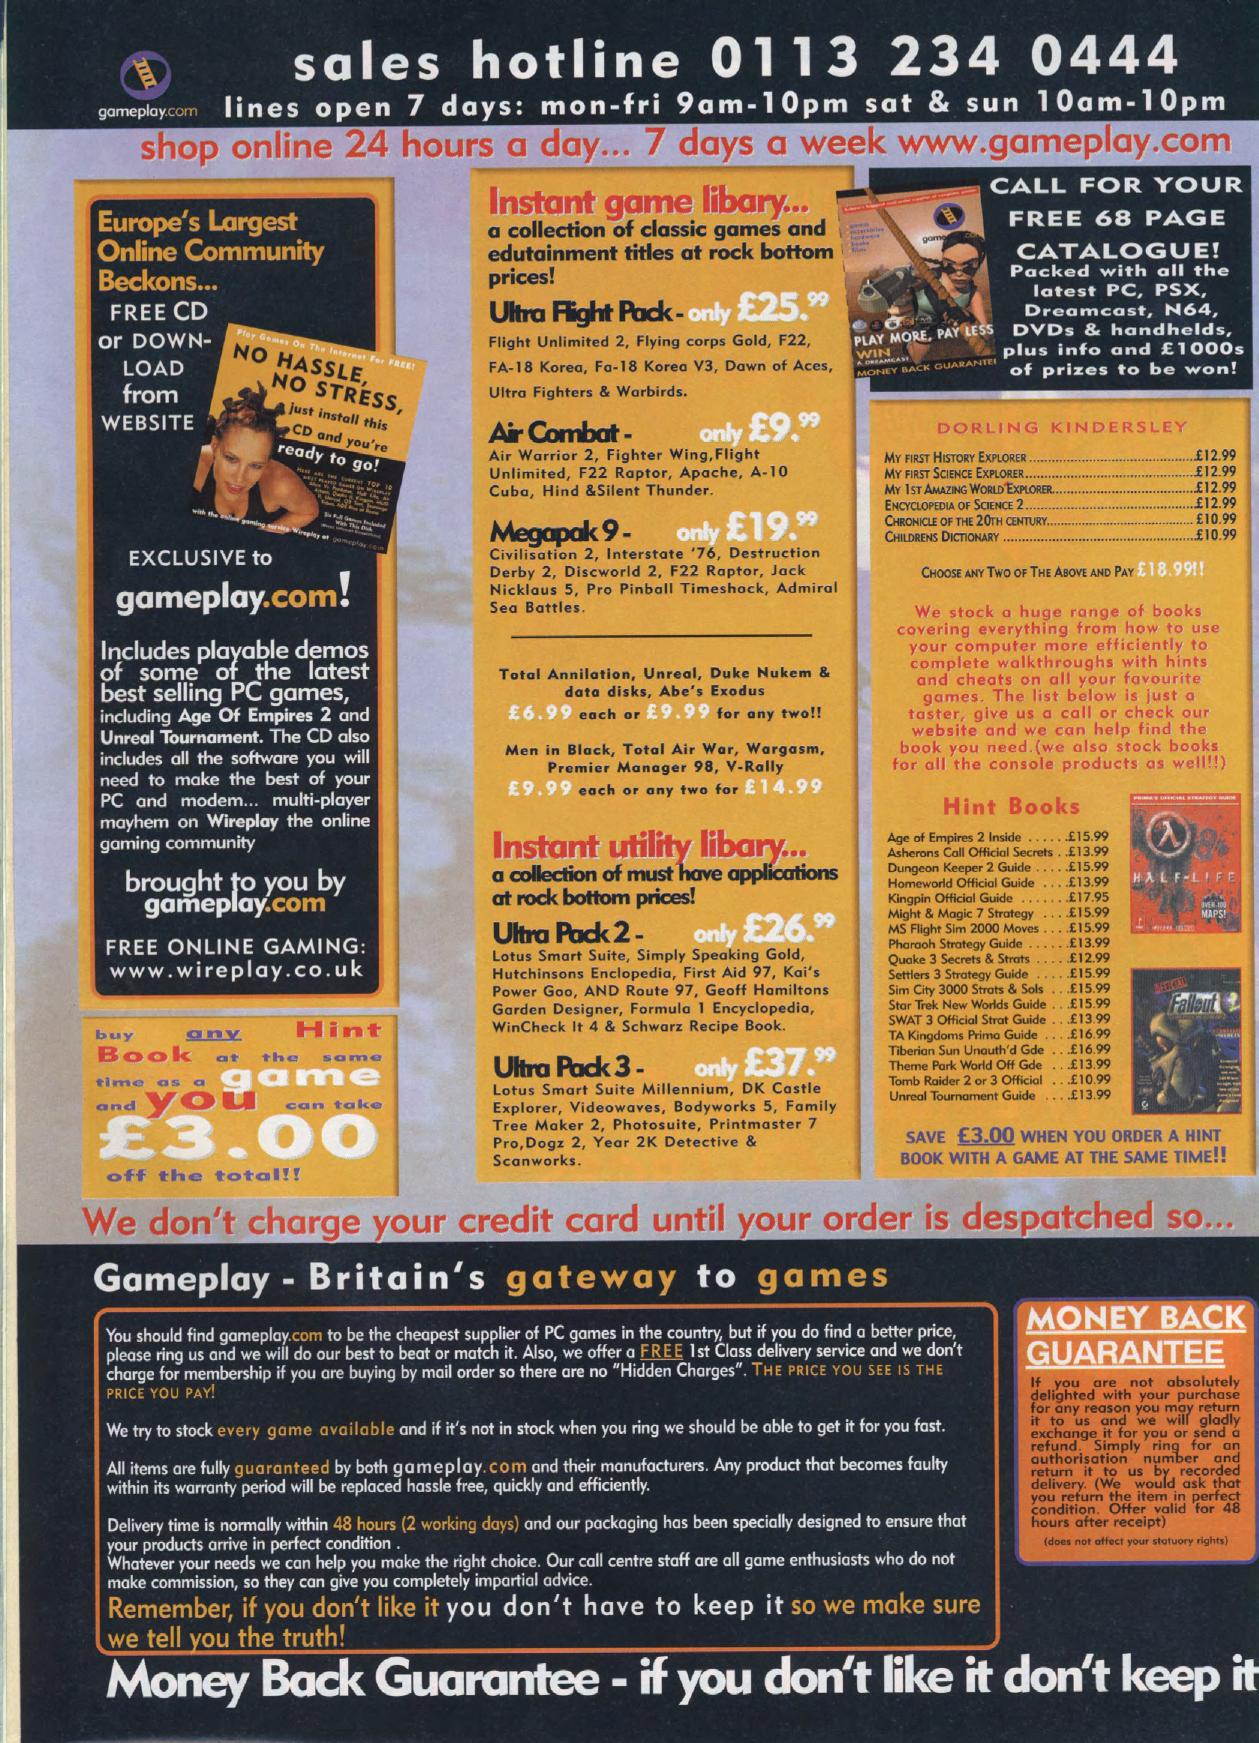 sales hotline 0113 234 0444
gameplay.com
lines open 7 days: mon-fri 9am-10pm sat & sun 10am-10pm
shop online 24 hours a day... 7 days a week www.gameplay.com
Europe's Largest
Online Community
Beckons...
FREE CD
or DOWN-
LOAD
from
WEBSITE
Play Games On The Internet For FREE!
NO HASSLE,
NO STRESS,
just install this
CD and you're
ready to go!
with the online gaming service Wireplay at gameplay.com
EXCLUSIVE to
gameplay.com!
Includes playable demos
of some of the latest
best selling PC games,
including Age Of Empires 2 and
Unreal Tournament. The CD also
includes all the software you will
need to make the best of your
PC and modem... multi-player
mayhem on Wireplay the online
gaming community
brought to you by
gameplay.com
FREE ONLINE GAMING:
www.wireplay.co.uk
buy any Hint
Book at the same
time as a game
and you can take
£3.00
off the total!!
Instant game libary...
a collection of classic games and
edutainment titles at rock bottom
prices!
Ultra Flight Pack - only £25.99
Flight Unlimited 2, Flying corps Gold, F22,
FA-18 Korea, Fa-18 Korea V3, Dawn of Aces,
Ultra Fighters & Warbirds.
Air Combat - only £9.99
Air Warrior 2, Fighter Wing,Flight
Unlimited, F22 Raptor, Apache, A-10
Cuba, Hind &Silent Thunder.
Megapak 9 - only £19.99
Civilisation 2, Interstate '76, Destruction
Derby 2, Discworld 2, F22 Raptor, Jack
Nicklaus 5, Pro Pinball Timeshock, Admiral
Sea Battles.
Total Annilation, Unreal, Duke Nukem &
data disks, Abe's Exodus
£6.99 each or £9.99 for any two!!
Men in Black, Total Air War, Wargasm,
Premier Manager 98, V-Rally
£9.99 each or any two for £14.99
Instant utility libary...
a collection of must have applications
at rock bottom prices!
Ultra Pack 2 - only £26.99
Lotus Smart Suite, Simply Speaking Gold,
Hutchinsons Enclopedia, First Aid 97, Kai's
Power Goo, AND Route 97, Geoff Hamiltons
Garden Designer, Formula 1 Encyclopedia,
WinCheck It 4 & Schwarz Recipe Book.
Ultra Pack 3 - only £37.99
Lotus Smart Suite Millennium, DK Castle
Explorer, Videowaves, Bodyworks 5, Family
Tree Maker 2, Photosuite, Printmaster 7
Pro,Dogz 2, Year 2K Detective &
Scanworks.
PLAY MORE, PAY LESS
WIN
A DREAMCAST
MONEY BACK GUARANTEE
CALL FOR YOUR
FREE 68 PAGE
CATALOGUE!
Packed with all the
latest PC, PSX,
Dreamcast, N64,
DVDs & handhelds,
plus info and £1000s
of prizes to be won!
DORLING KINDERSLEY
MY FIRST HISTORY EXPLORER £12.99
MY FIRST SCIENCE EXPLORER £12.99
MY 1ST AMAZING WORLD EXPLORER £12.99
ENCYCLOPEDIA OF SCIENCE 2 £12.99
CHRONICLE OF THE 20TH CENTURY £10.99
CHILDRENS DICTIONARY £10.99
CHOOSE ANY TWO OF THE ABOVE AND PAY £18.99!!
We stock a huge range of books
covering everything from how to use
your computer more efficiently to
complete walkthroughs with hints
and cheats on all your favourite
games. The list below is just a
taster, give us a call or check our
website and we can help find the
book you need.(we also stock books
for all the console products as well!!)
Hint Books
Age of Empires 2 Inside ......£15.99
Asherons Call Official Secrets ..£13.99
Dungeon Keeper 2 Guide .....£15.99
Homeworld Official Guide ....£13.99
Kingpin Official Guide .......£17.95
Might & Magic 7 Strategy ....£15.99
MS Flight Sim 2000 Moves ....£15.99
Pharaoh Strategy Guide ......£13.99
Quake 3 Secrets & Strats .....£12.99
Settlers 3 Strategy Guide .....£15.99
Sim City 3000 Strats & Sols ...£15.99
Star Trek New Worlds Guide ...£15.99
SWAT 3 Official Strat Guide ...£13.99
TA Kingdoms Prima Guide ....£16.99
Tiberian Sun Unauth'd Gde ...£16.99
Theme Park World Off Gde ...£13.99
Tomb Raider 2 or 3 Official ....£10.99
Unreal Tournament Guide ....£13.99
PRIMA'S OFFICIAL STRATEGY GUIDE
HALF-LIFE
OVER 100
MAPS!
OFFICIAL
Fallout
SAVE £3.00 WHEN YOU ORDER A HINT
BOOK WITH A GAME AT THE SAME TIME!!
We don't charge your credit card until your order is despatched so...
Gameplay - Britain's gateway to games
You should find gameplay.com to be the cheapest supplier of PC games in the country, but if you do find a better price,
please ring us and we will do our best to beat or match it. Also, we offer a FREE 1st Class delivery service and we don't
charge for membership if you are buying by mail order so there are no "Hidden Charges". THE PRICE YOU SEE IS THE
PRICE YOU PAY!
We try to stock every game available and if it's not in stock when you ring we should be able to get it for you fast.
All items are fully guaranteed by both gameplay.com and their manufacturers. Any product that becomes faulty
within its warranty period will be replaced hassle free, quickly and efficiently.
Delivery time is normally within 48 hours (2 working days) and our packaging has been specially designed to ensure that
your products arrive in perfect condition .
Whatever your needs we can help you make the right choice. Our call centre staff are all game enthusiasts who do not
make commission, so they can give you completely impartial advice.
Remember, if you don't like it you don't have to keep it so we make sure
we tell you the truth!
MONEY BACK
GUARANTEE
If you are not absolutely
delighted with your purchase
for any reason you may return
it to us and we will gladly
exchange it for you or send a
refund. Simply ring for an
authorisation number and
return it to us by recorded
delivery. (We would ask that
you return the item in perfect
condition. Offer valid for 48
hours after receipt)
(does not affect your statuory rights)
Money Back Guarantee - if you don't like it don't keep it